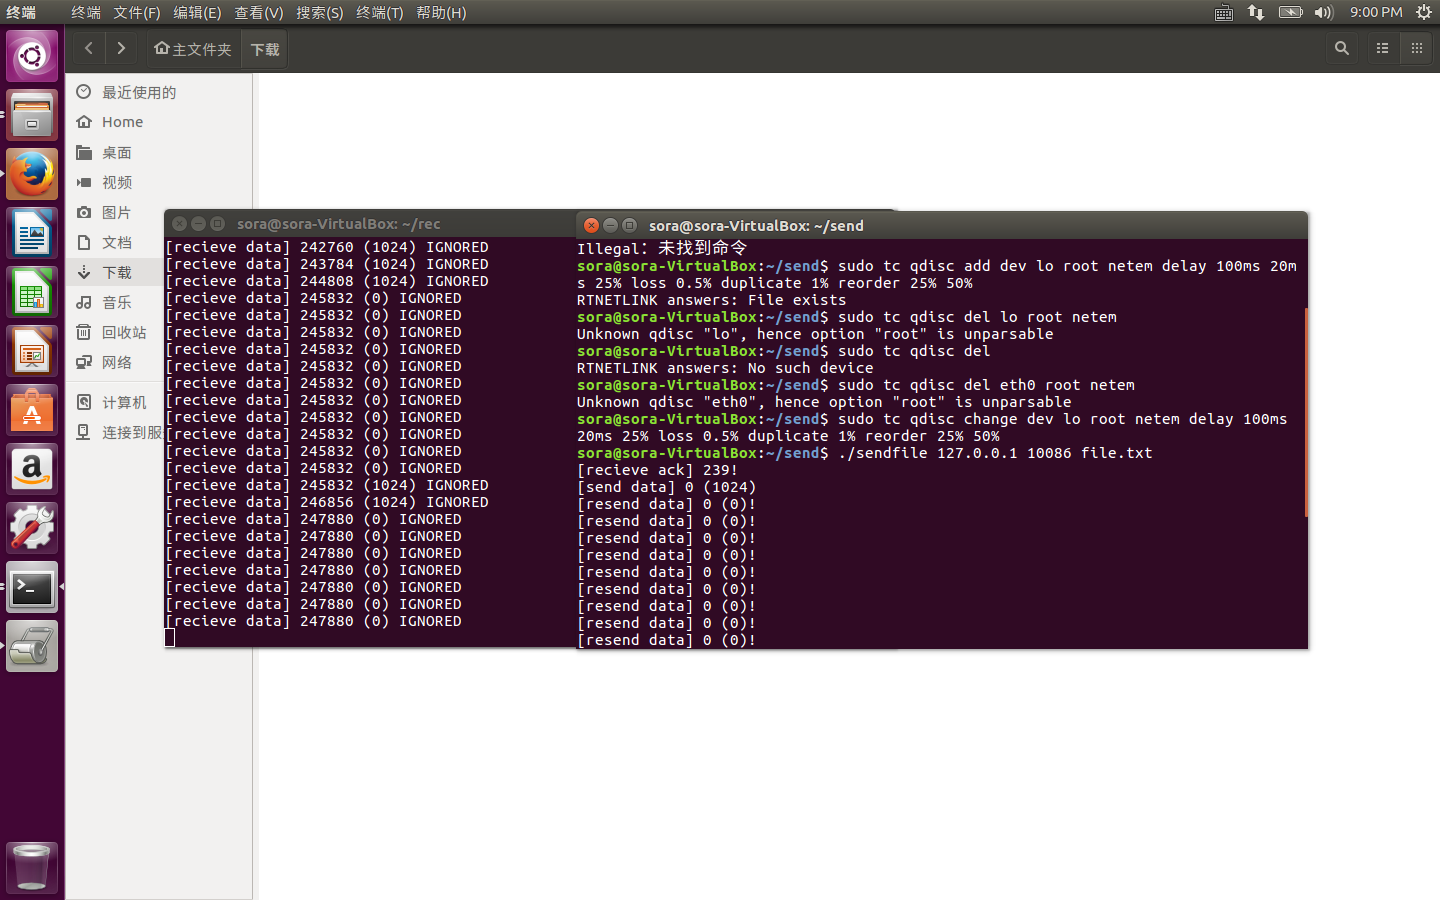 终端 终端 文件(F) 编辑(E) 查看(V) 搜索(S) 终端(T) 帮助(H) 9:00 PM
主文件夹 下载
最近使用的
Home
桌面
视频
图片
文档
下载
音乐
回收站
网络
计算机
连接到服
sora@sora-VirtualBox: ~/rec
[recieve data] 242760 (1024) IGNORED
[recieve data] 243784 (1024) IGNORED
[recieve data] 244808 (1024) IGNORED
[recieve data] 245832 (0) IGNORED
[recieve data] 245832 (0) IGNORED
[recieve data] 245832 (0) IGNORED
[recieve data] 245832 (0) IGNORED
[recieve data] 245832 (0) IGNORED
[recieve data] 245832 (0) IGNORED
[recieve data] 245832 (0) IGNORED
[recieve data] 245832 (0) IGNORED
[recieve data] 245832 (0) IGNORED
[recieve data] 245832 (0) IGNORED
[recieve data] 245832 (0) IGNORED
[recieve data] 245832 (1024) IGNORED
[recieve data] 246856 (1024) IGNORED
[recieve data] 247880 (0) IGNORED
[recieve data] 247880 (0) IGNORED
[recieve data] 247880 (0) IGNORED
[recieve data] 247880 (0) IGNORED
[recieve data] 247880 (0) IGNORED
[recieve data] 247880 (0) IGNORED
[recieve data] 247880 (0) IGNORED
sora@sora-VirtualBox: ~/send
Illegal：未找到命令
sora@sora-VirtualBox:~/send$ sudo tc qdisc add dev lo root netem delay 100ms 20m
s 25% loss 0.5% duplicate 1% reorder 25% 50%
RTNETLINK answers: File exists
sora@sora-VirtualBox:~/send$ sudo tc qdisc del lo root netem
Unknown qdisc "lo", hence option "root" is unparsable
sora@sora-VirtualBox:~/send$ sudo tc qdisc del
RTNETLINK answers: No such device
sora@sora-VirtualBox:~/send$ sudo tc qdisc del eth0 root netem
Unknown qdisc "eth0", hence option "root" is unparsable
sora@sora-VirtualBox:~/send$ sudo tc qdisc change dev lo root netem delay 100ms
20ms 25% loss 0.5% duplicate 1% reorder 25% 50%
sora@sora-VirtualBox:~/send$ ./sendfile 127.0.0.1 10086 file.txt
[recieve ack] 239!
[send data] 0 (1024)
[resend data] 0 (0)!
[resend data] 0 (0)!
[resend data] 0 (0)!
[resend data] 0 (0)!
[resend data] 0 (0)!
[resend data] 0 (0)!
[resend data] 0 (0)!
[resend data] 0 (0)!
[resend data] 0 (0)!